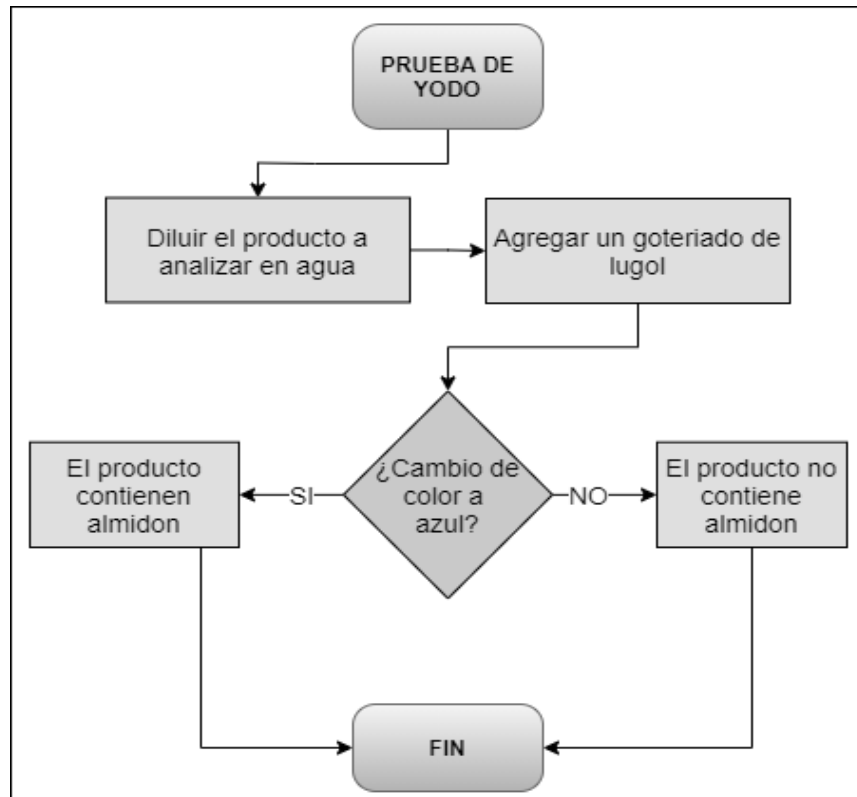 PRUEBA DE
YODO
Diluir el producto a
analizar en agua
Agregar un goteriado de
lugol
¿Cambio de
color a
azul?
SI
NO
El producto
contienen
almidon
El producto no
contiene
almidon
FIN